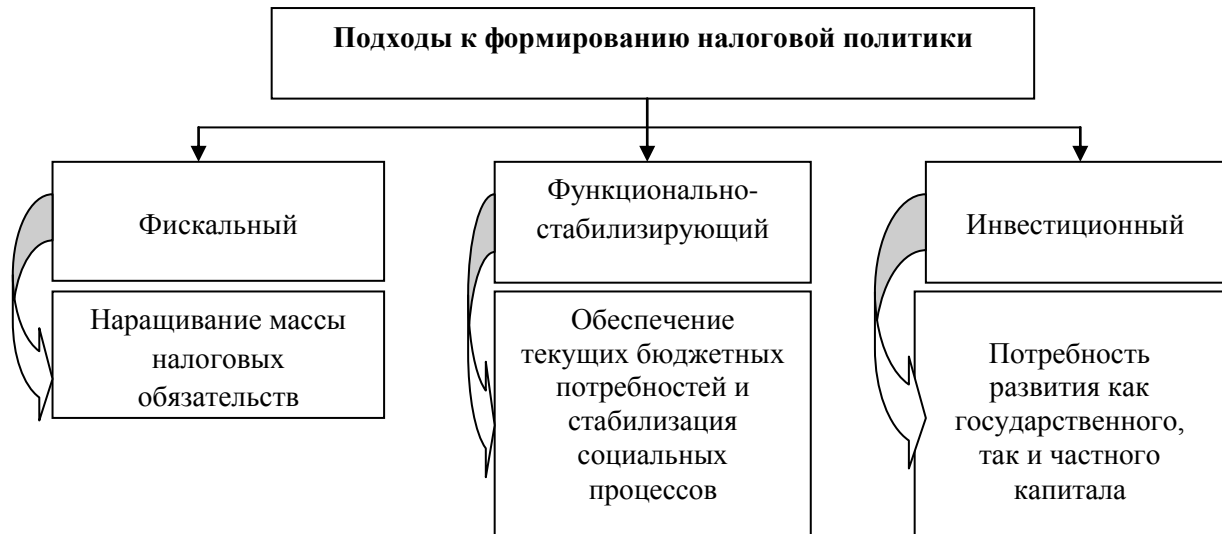 Подходы к формированию налоговой политики
Фискальный
Наращивание массы
налоговых
обязательств
Функционально-
стабилизирующий
Обеспечение
текущих бюджетных
потребностей и
стабилизация
социальных
процессов
Инвестиционный
Потребность
развития как
государственного,
так и частного
капитала